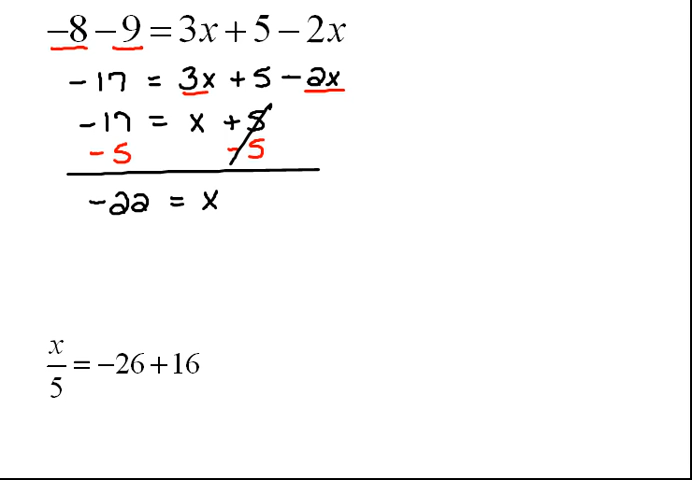 −8 − 9 = 3x + 5 − 2x
−17 = 3x + 5 − 2x
−17 = x + 5
−5 −5
−22 = x
x/5 = −26 + 16